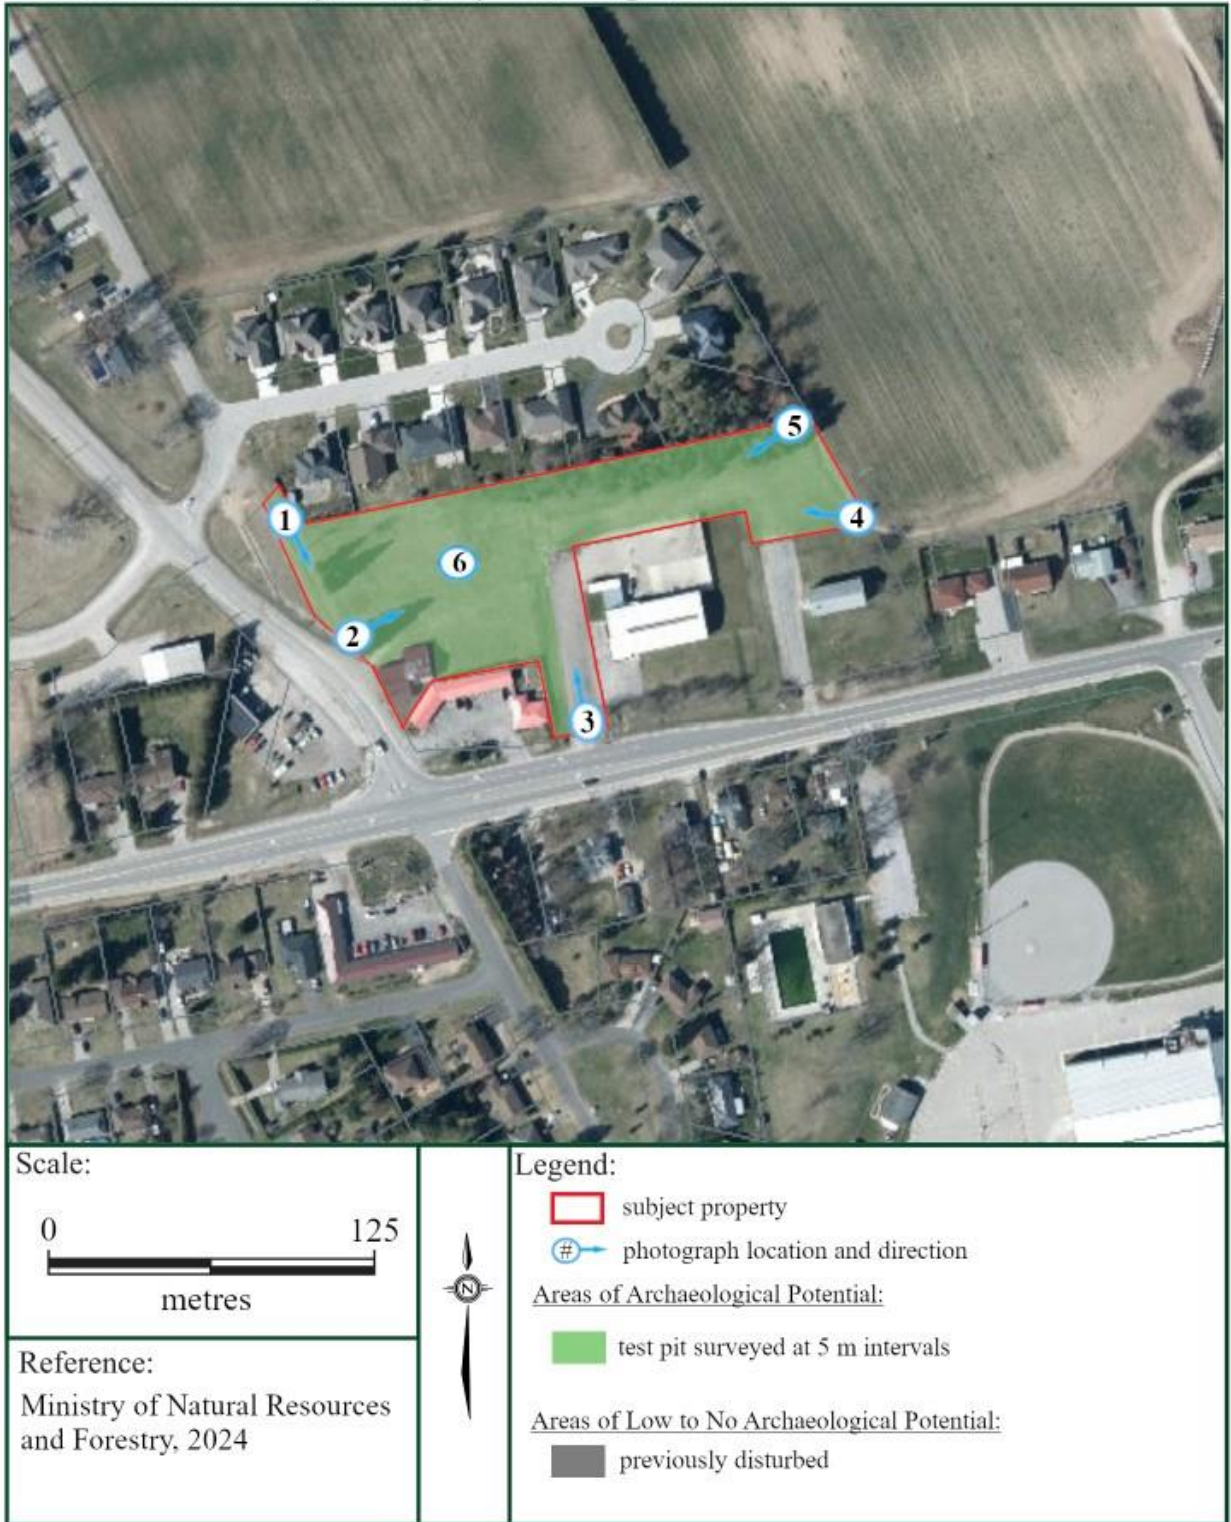 1
2
3
4
5
6
Scale:
0 125
metres
Reference:
Ministry of Natural Resources
and Forestry, 2024
N
Legend:
subject property
# photograph location and direction
Areas of Archaeological Potential:
test pit surveyed at 5 m intervals
Areas of Low to No Archaeological Potential:
previously disturbed